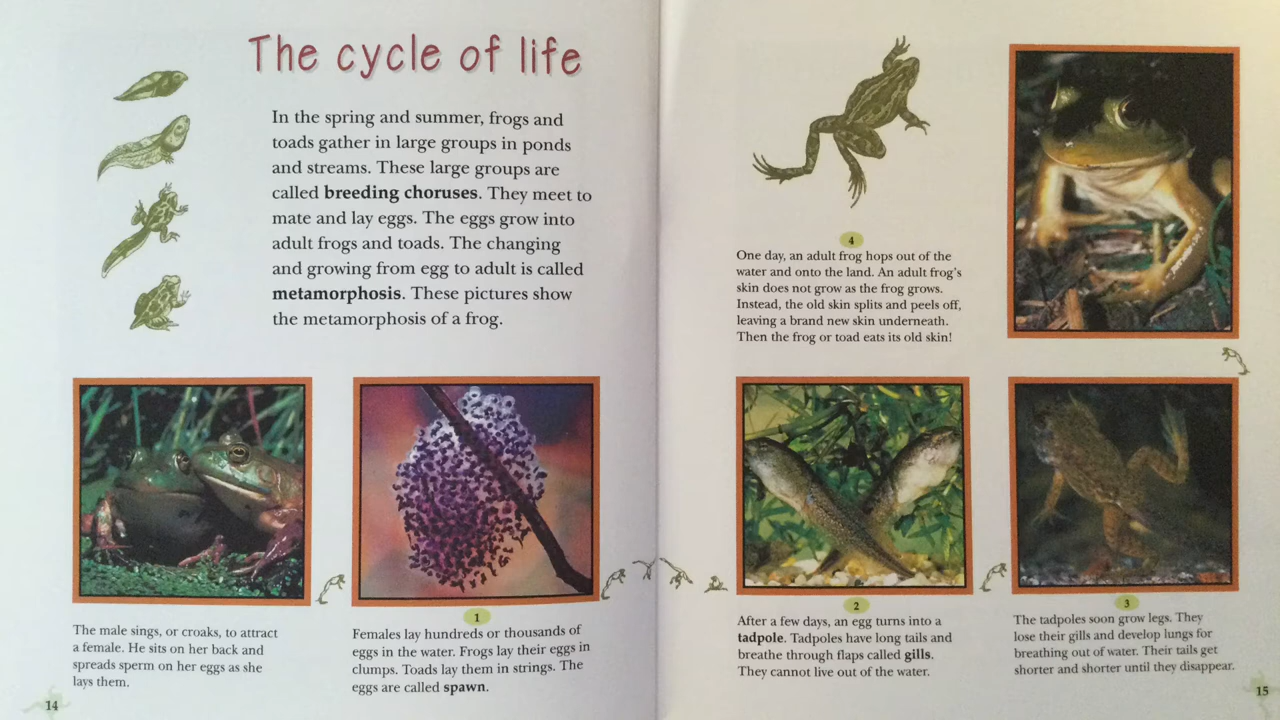 The cycle of life
In the spring and summer, frogs and
toads gather in large groups in ponds
and streams. These large groups are
called breeding choruses. They meet to
mate and lay eggs. The eggs grow into
adult frogs and toads. The changing
and growing from egg to adult is called
metamorphosis. These pictures show
the metamorphosis of a frog.
The male sings, or croaks, to attract
a female. He sits on her back and
spreads sperm on her eggs as she
lays them.
1
Females lay hundreds or thousands of
eggs in the water. Frogs lay their eggs in
clumps. Toads lay them in strings. The
eggs are called spawn.
14
2
After a few days, an egg turns into a
tadpole. Tadpoles have long tails and
breathe through flaps called gills.
They cannot live out of the water.
3
The tadpoles soon grow legs. They
lose their gills and develop lungs for
breathing out of water. Their tails get
shorter and shorter until they disappear.
4
One day, an adult frog hops out of the
water and onto the land. An adult frog's
skin does not grow as the frog grows.
Instead, the old skin splits and peels off,
leaving a brand new skin underneath.
Then the frog or toad eats its old skin!
15